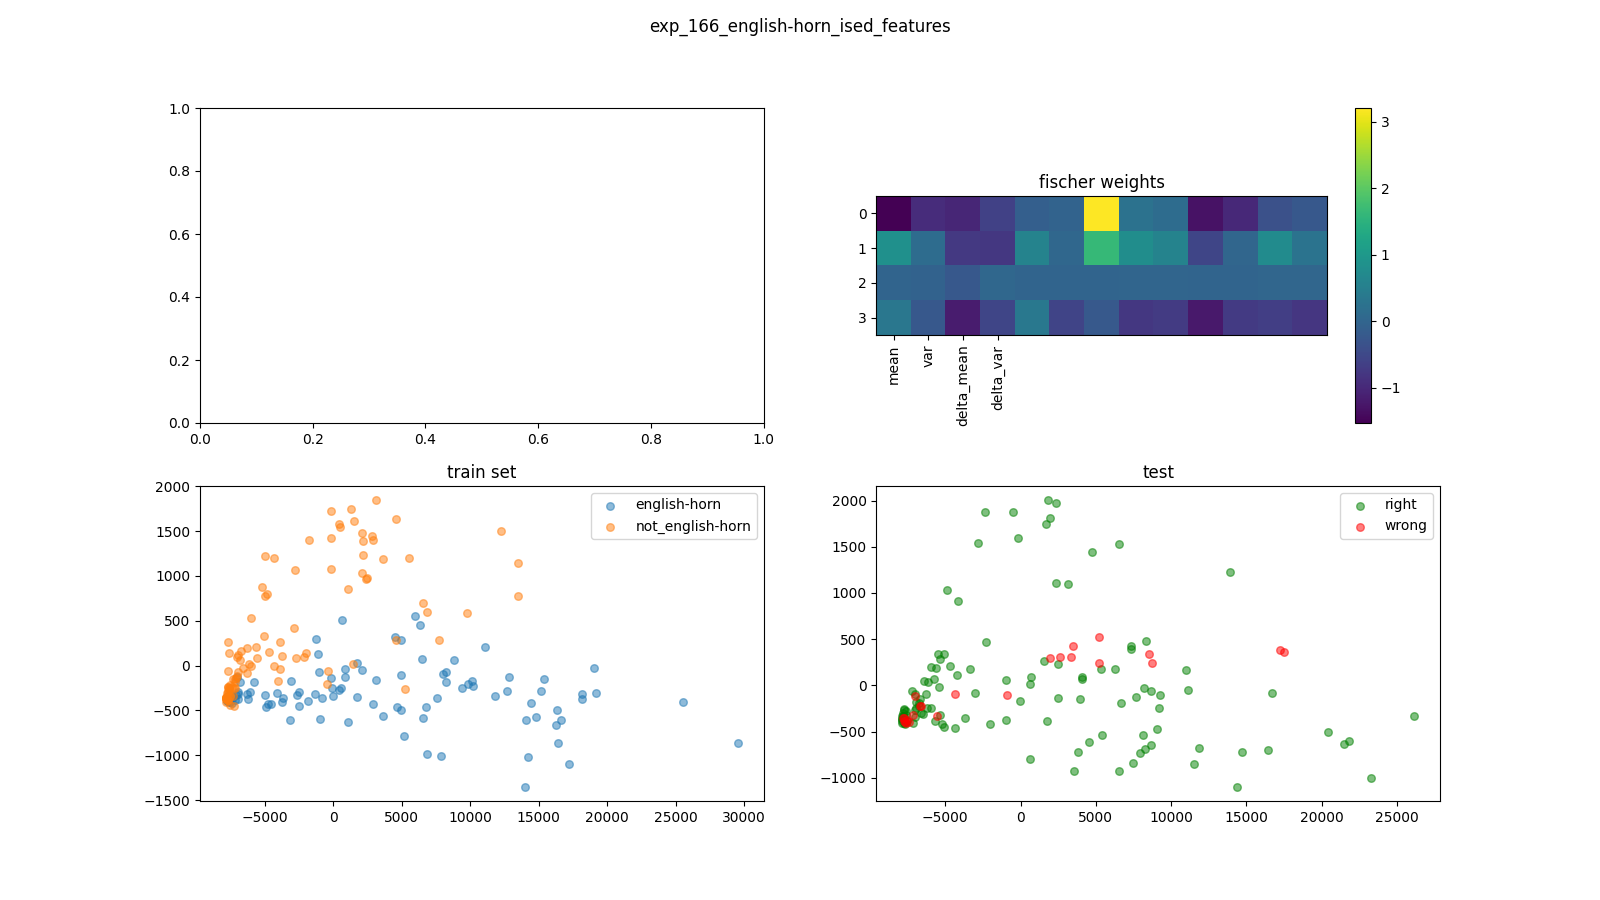 exp_166_english-horn_ised_features
1.0
0.8
0.6
0.4
0.2
0.0
0.0 0.2 0.4 0.6 0.8 1.0
fischer weights
0
1
2
3
mean var delta_mean delta_var
3
2
1
0
−1
train set
english-horn
not_english-horn
2000
1500
1000
500
0
−500
−1000
−1500
−5000 0 5000 10000 15000 20000 25000 30000
test
right
wrong
2000
1500
1000
500
0
−500
−1000
−5000 0 5000 10000 15000 20000 25000